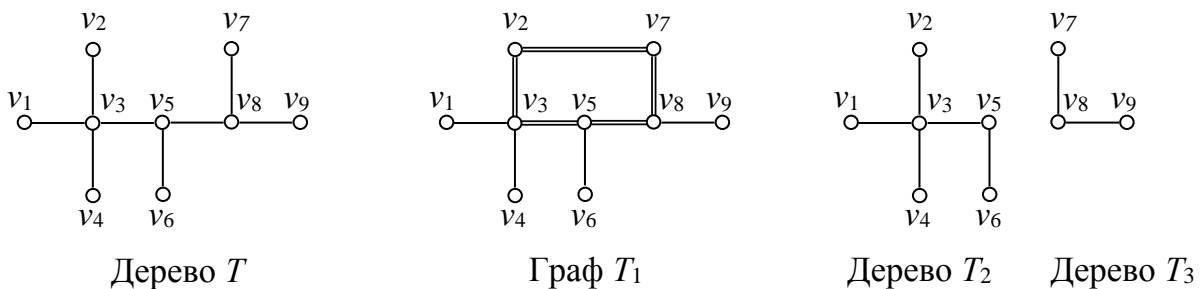 v₂ v₇ v₂ v₇ v₂ v₇
v₁ v₃ v₅ v₈ v₉ v₁ v₃ v₅ v₈ v₉ v₁ v₃ v₅ v₈ v₉
v₄ v₆ v₄ v₆ v₄ v₆
Дерево T Граф T₁ Дерево T₂ Дерево T₃